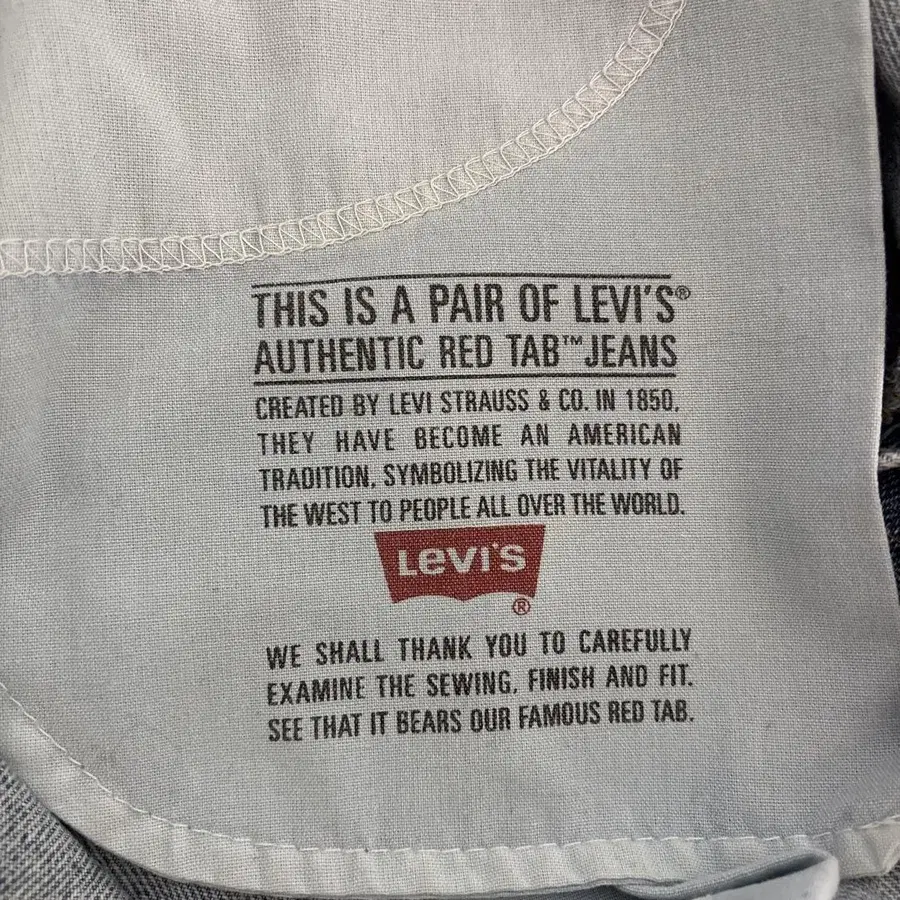 THIS IS A PAIR OF LEVI'S®
AUTHENTIC RED TAB™ JEANS
CREATED BY LEVI STRAUSS & CO. IN 1850.
THEY HAVE BECOME AN AMERICAN
TRADITION, SYMBOLIZING THE VITALITY OF
THE WEST TO PEOPLE ALL OVER THE WORLD.
Levi's
®
WE SHALL THANK YOU TO CAREFULLY
EXAMINE THE SEWING, FINISH AND FIT.
SEE THAT IT BEARS OUR FAMOUS RED TAB.